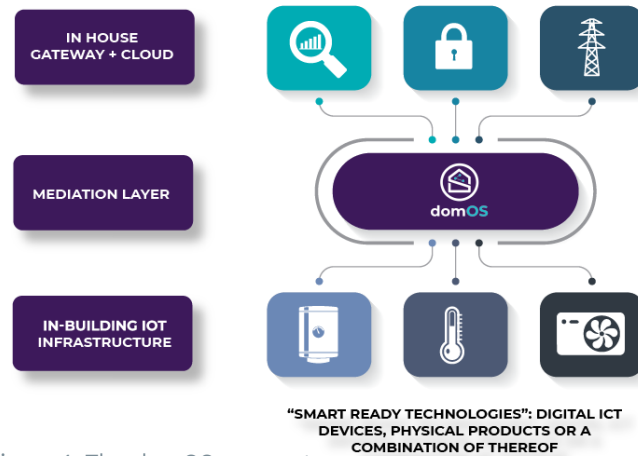 IN HOUSE
GATEWAY + CLOUD
MEDIATION LAYER
domOS
IN-BUILDING IOT
INFRASTRUCTURE
“SMART READY TECHNOLOGIES”: DIGITAL ICT
DEVICES, PHYSICAL PRODUCTS OR A
COMBINATION OF THEREOF